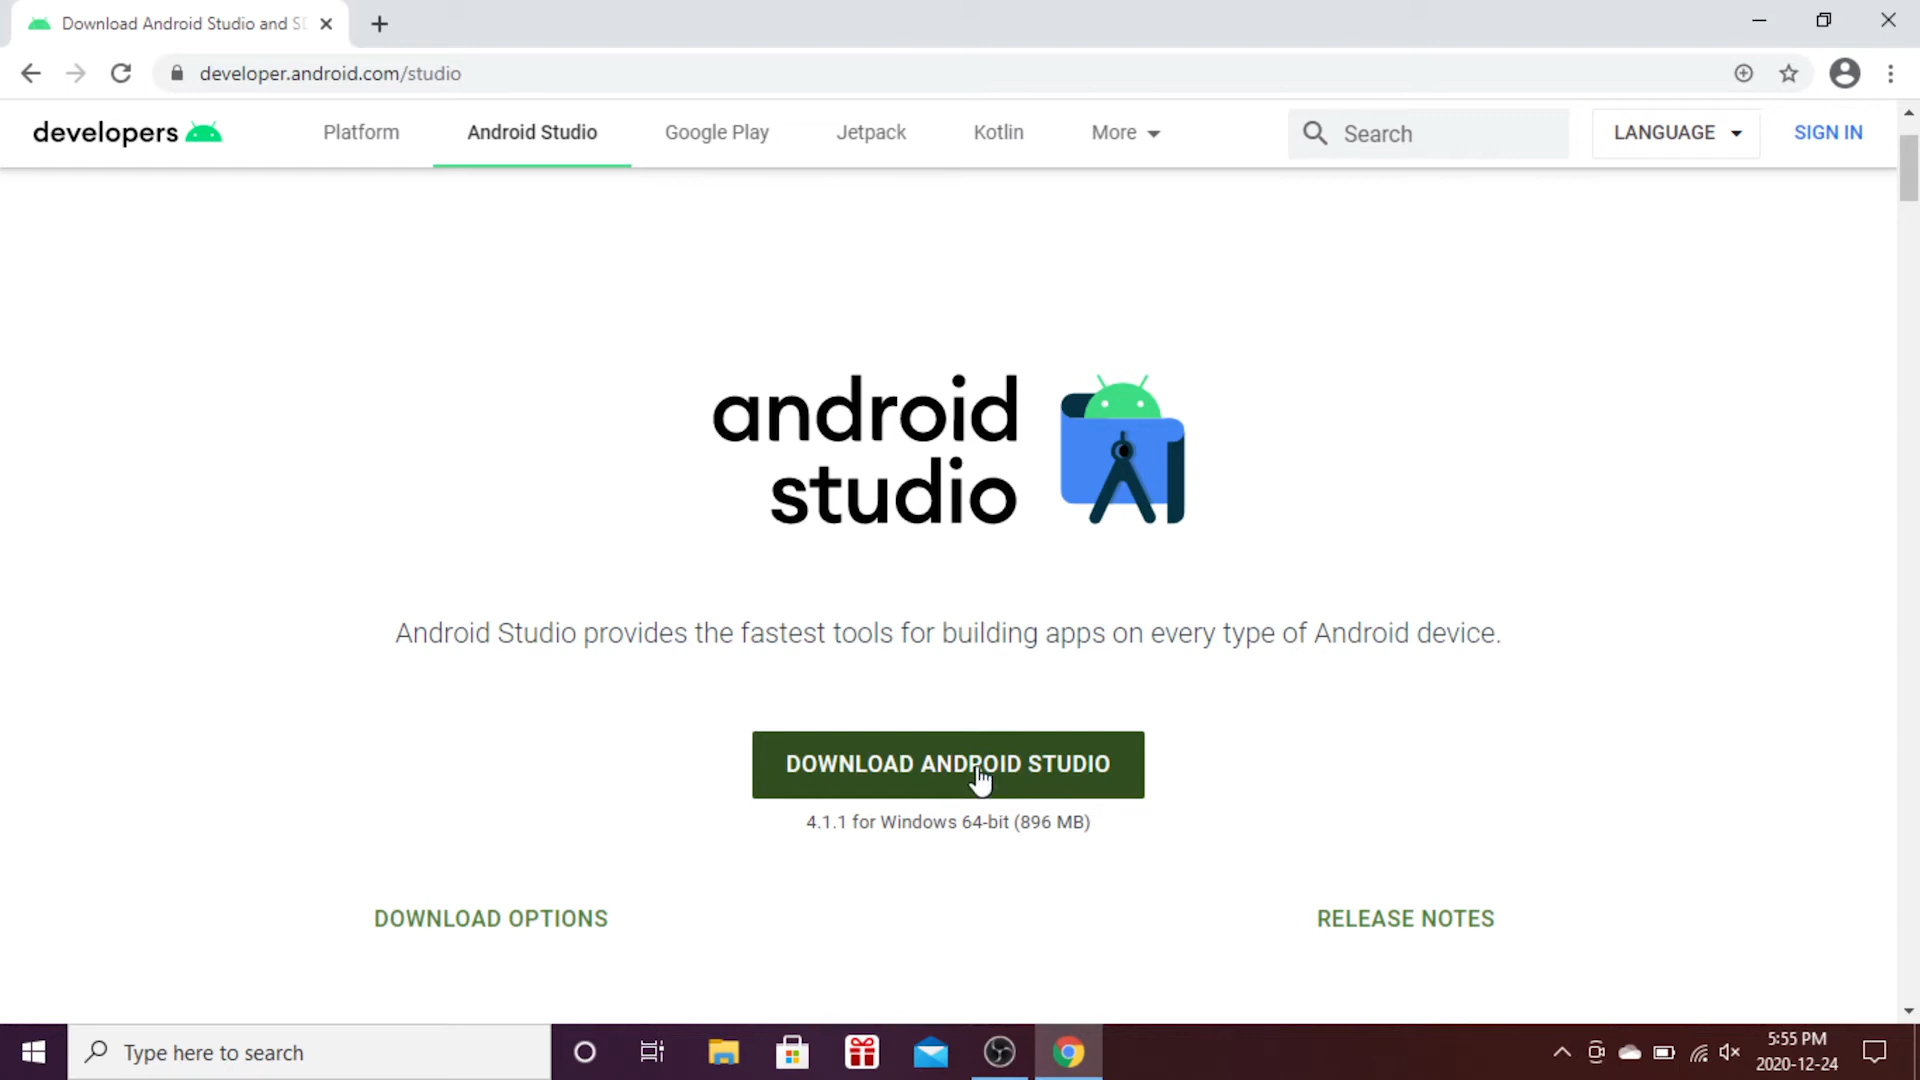 Download Android Studio and S
developer.android.com/studio
developers
Platform
Android Studio
Google Play
Jetpack
Kotlin
More
Search
LANGUAGE
SIGN IN
android
studio
Android Studio provides the fastest tools for building apps on every type of Android device.
DOWNLOAD ANDROID STUDIO
4.1.1 for Windows 64-bit (896 MB)
DOWNLOAD OPTIONS
RELEASE NOTES
Type here to search
5:55 PM
2020-12-24